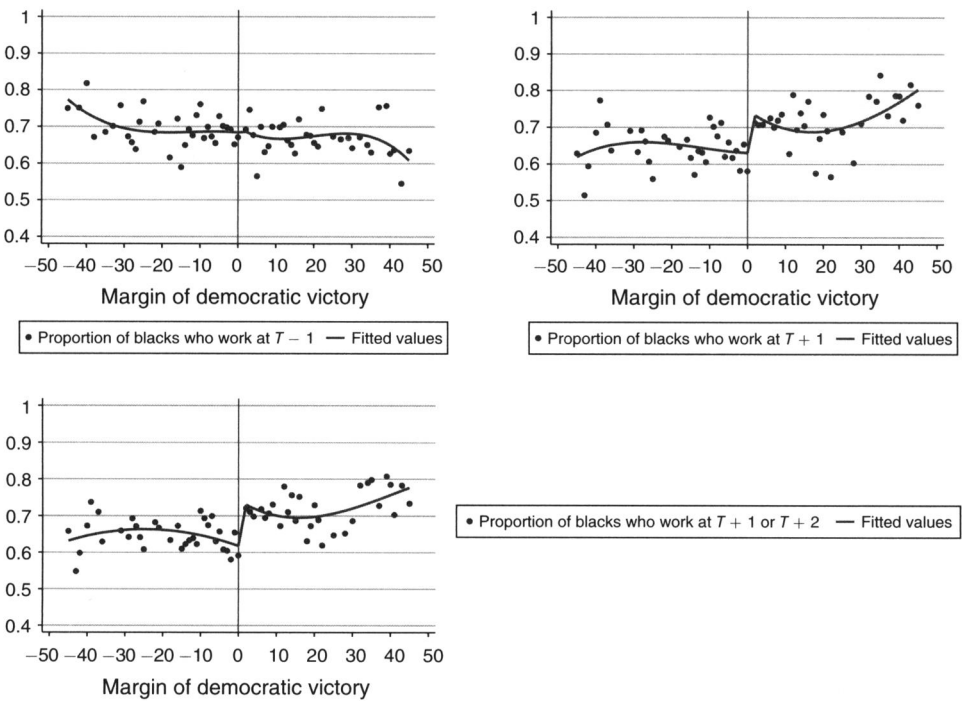 1
0.9
0.8
0.7
0.6
0.5
0.4
−50 −40 −30 −20 −10 0 10 20 30 40 50
Margin of democratic victory
• Proportion of blacks who work at T − 1 — Fitted values
1
0.9
0.8
0.7
0.6
0.5
0.4
−50 −40 −30 −20 −10 0 10 20 30 40 50
Margin of democratic victory
• Proportion of blacks who work at T + 1 — Fitted values
1
0.9
0.8
0.7
0.6
0.5
0.4
−50 −40 −30 −20 −10 0 10 20 30 40 50
Margin of democratic victory
• Proportion of blacks who work at T + 1 or T + 2 — Fitted values